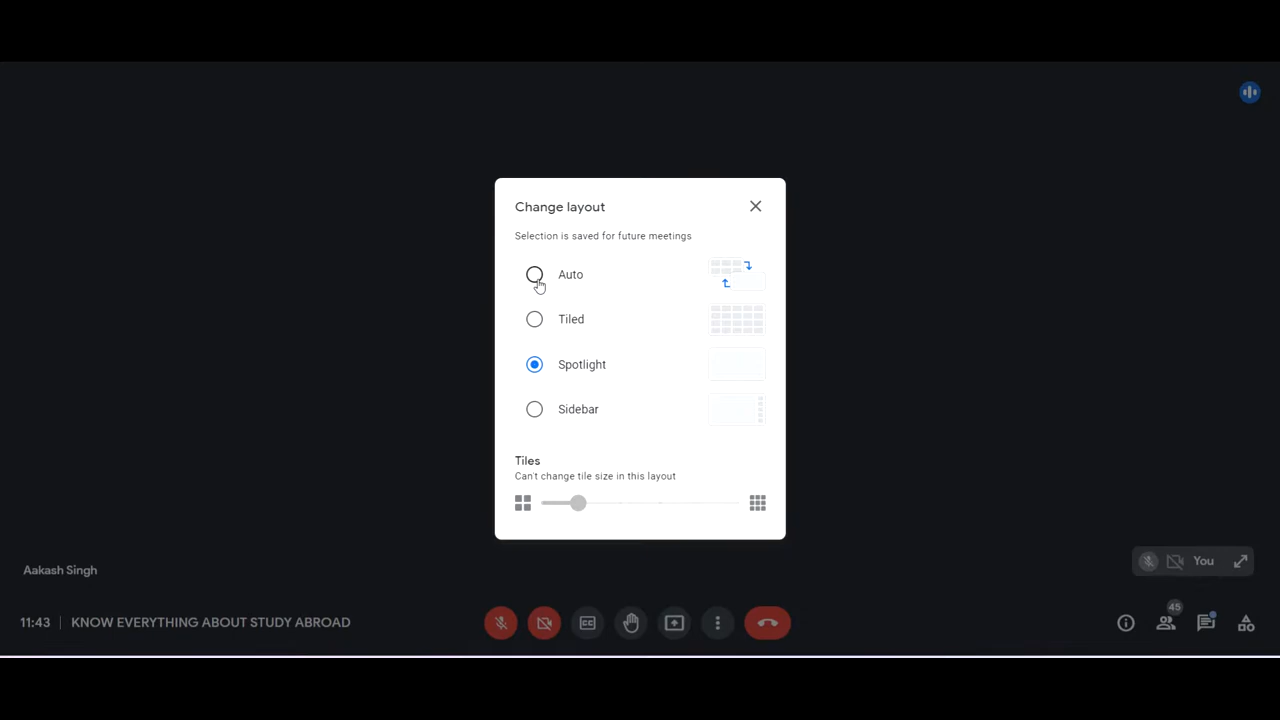 Change layout
Selection is saved for future meetings
Auto
Tiled
Spotlight
Sidebar
Tiles
Can't change tile size in this layout
Aakash Singh
You
11:43 | KNOW EVERYTHING ABOUT STUDY ABROAD
CC
45